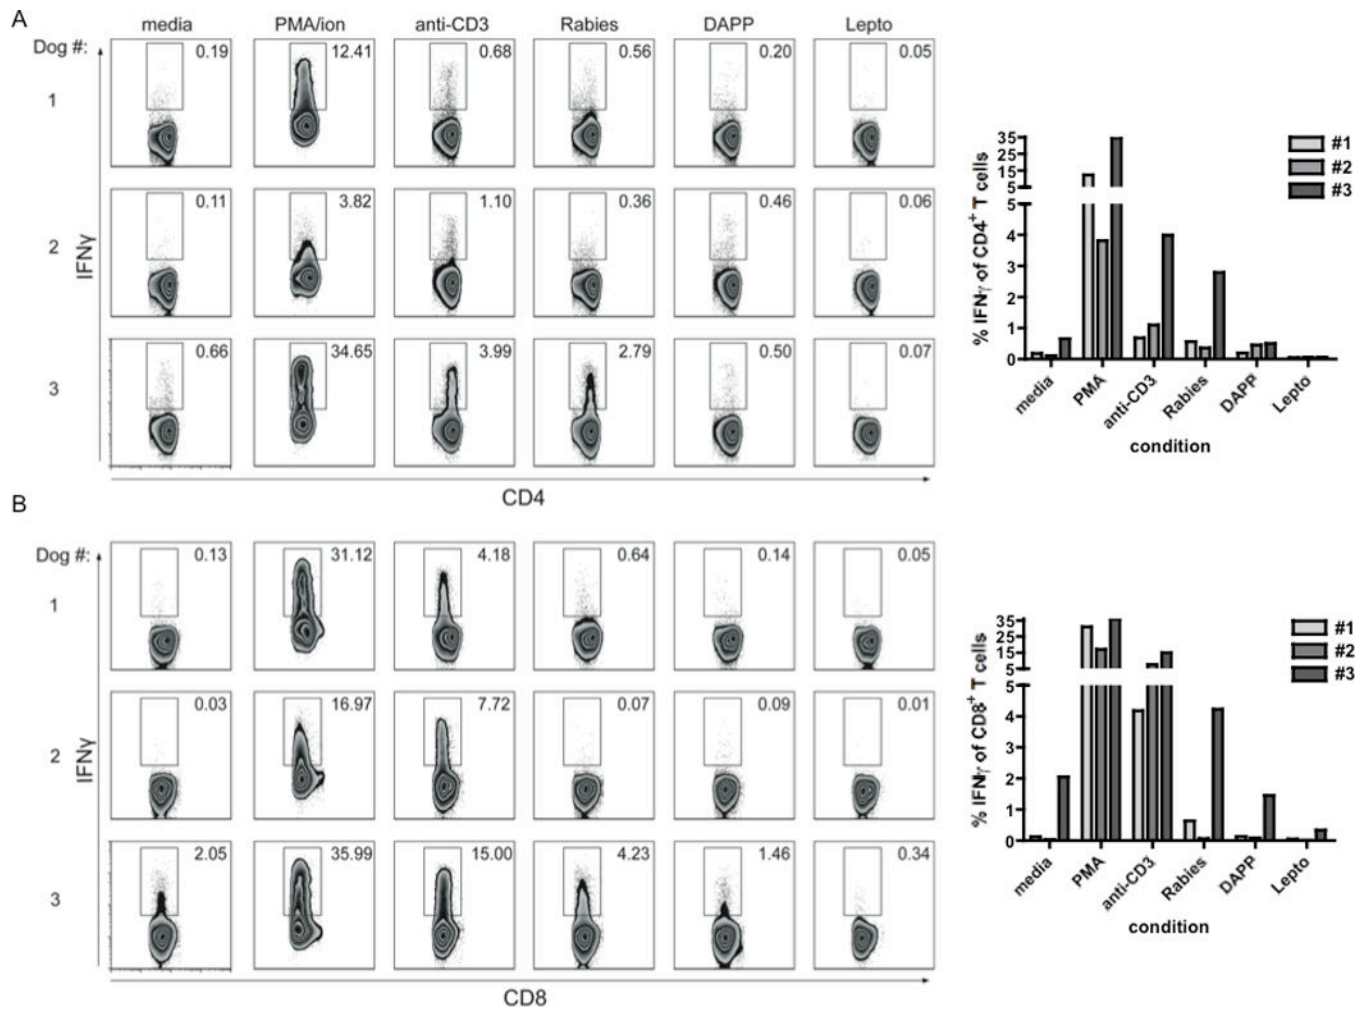 A
media PMA/ion anti-CD3 Rabies DAPP Lepto
Dog #:
0.19 12.41 0.68 0.56 0.20 0.05
1
0.11 3.82 1.10 0.36 0.46 0.06
2
IFNγ
0.66 34.65 3.99 2.79 0.50 0.07
3
CD4
% IFNγ of CD4+ T cells
35
25
15
5
5
4
3
2
1
0
#1
#2
#3
media PMA anti-CD3 Rabies DAPP Lepto
condition
B
Dog #:
0.13 31.12 4.18 0.64 0.14 0.05
1
0.03 16.97 7.72 0.07 0.09 0.01
2
IFNγ
2.05 35.99 15.00 4.23 1.46 0.34
3
CD8
% IFNγ of CD8+ T cells
35
25
15
5
5
4
3
2
1
0
#1
#2
#3
media PMA anti-CD3 Rabies DAPP Lepto
condition